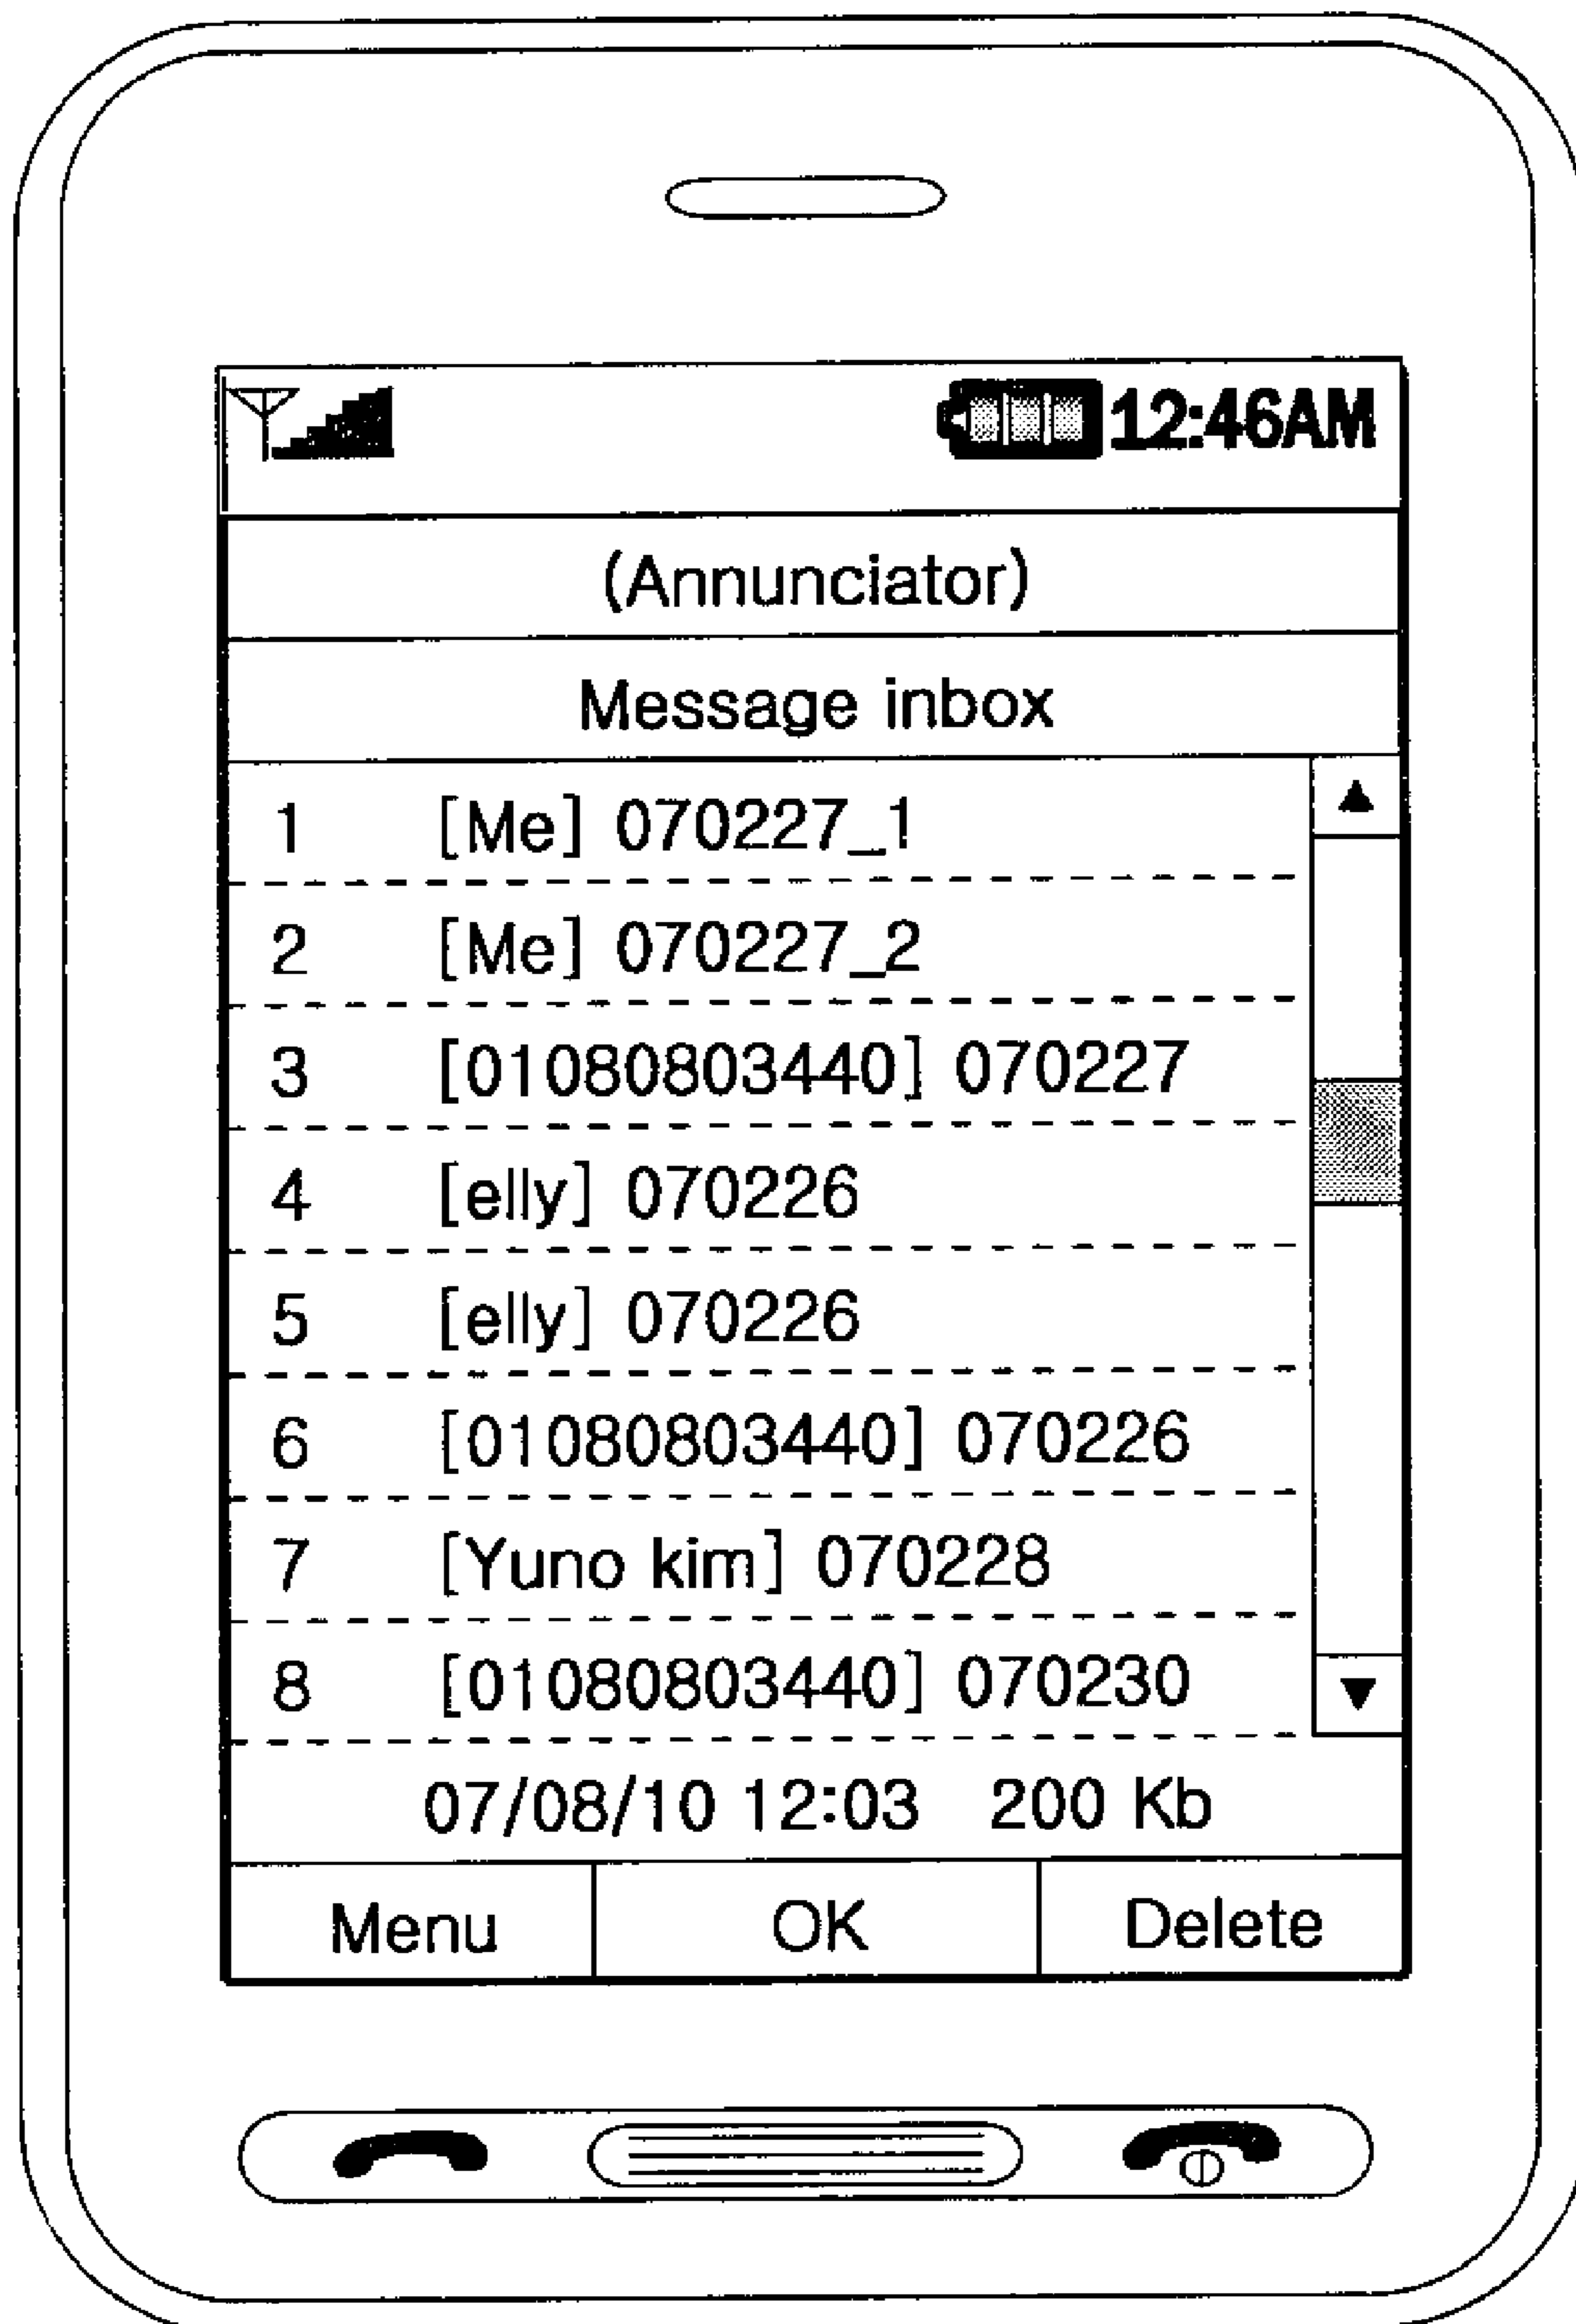 12:46AM
(Annunciator)
Message inbox
1 [Me] 070227_1
2 [Me] 070227_2
3 [01080803440] 070227
4 [elly] 070226
5 [elly] 070226
6 [01080803440] 070226
7 [Yuno kim] 070228
8 [01080803440] 070230
07/08/10 12:03 200 Kb
Menu OK Delete